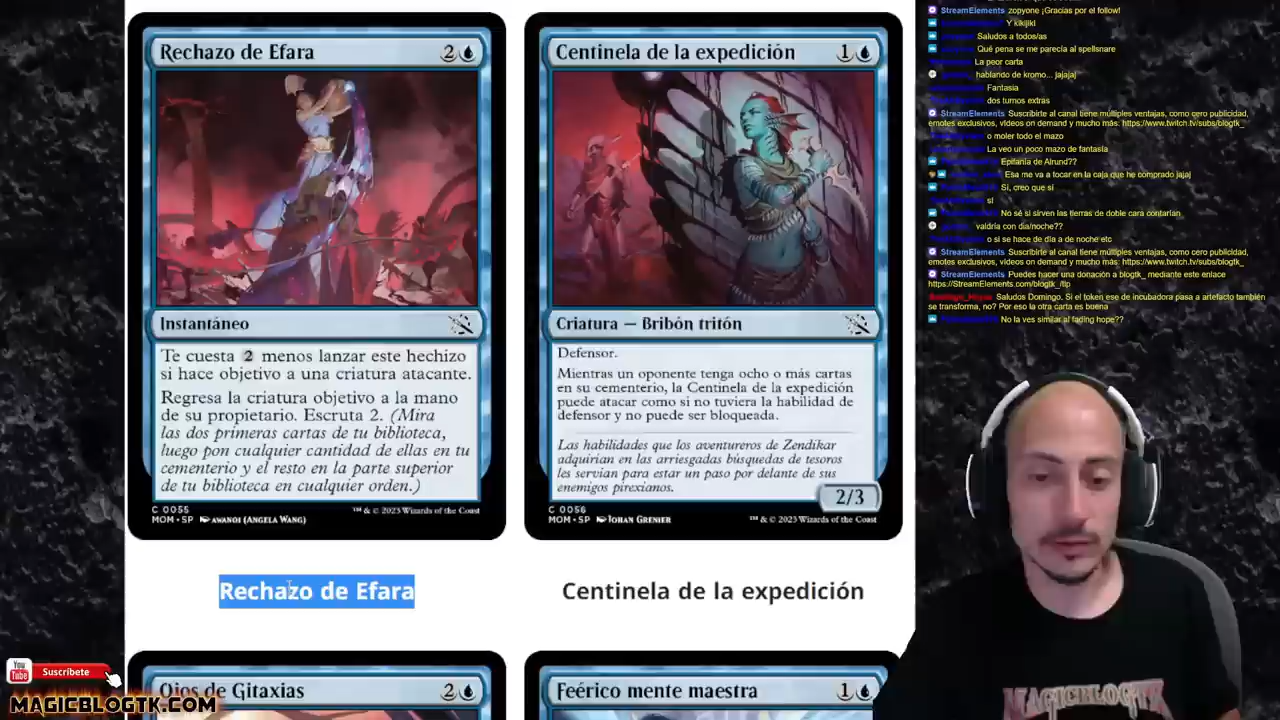 Rechazo de Efara 2
Te cuesta 2 menos lanzar este hechizo
si hace objetivo a una criatura atacante.
Regresa la criatura objetivo a la mano
de su propietario. Escruta 2. (Mira
las dos primeras cartas de tu biblioteca,
luego pon cualquier cantidad de ellas en tu
cementerio y el resto en la parte superior
de tu biblioteca en cualquier orden.)
Instantáneo
C 0055
MOM • SP AWANQI (ANGELA WANG)
™ & © 2023 Wizards of the Coast
Centinela de la expedición 1
Criatura — Bribón tritón
Defensor.
Mientras un oponente tenga ocho o más cartas
en su cementerio, la Centinela de la expedición
puede atacar como si no tuviera la habilidad de
defensor y no puede ser bloqueada.
Las habilidades que los aventureros de Zendikar
adquirían en las arriesgadas búsquedas de tesoros
les servían para estar un paso por delante de sus
enemigos pirexianos.
2/3
C 0056
MOM • SP JOHAN GRENIER
™ & © 2023 Wizards of the Coast
Rechazo de Efara
Centinela de la expedición
Ojos de Gitaxias 2
Feérico mente maestra 1
You Tube
Suscríbete
MAGICBLOGTK.COM
StreamElements zopyone ¡Gracias por el follow!
Y kikijiki
Saludos a todos/as
Qué pena se me parecía al spellsnare
La peor carta
hablando de kromo... jajajaj
Fantasia
dos turnos extras
StreamElements Suscribirte al canal tiene múltiples ventajas, como cero publicidad,
emotes exclusivos, vídeos on demand y mucho más: https://www.twitch.tv/subs/blogtk_
o moler todo el mazo
La veo un poco mazo de fantasía
Epifanía de Alrund??
Esa me va a tocar en la caja que he comprado jajaj
Sí, creo que sí
sí
No sé si sirven las tierras de doble cara contarían
valdría con día/noche??
o si se hace de día a de noche etc
StreamElements Suscribirte al canal tiene múltiples ventajas, como cero publicidad,
emotes exclusivos, vídeos on demand y mucho más: https://www.twitch.tv/subs/blogtk_
StreamElements Puedes hacer una donación a blogtk_ mediante este enlace
https://StreamElements.com/blogtk_/tip
Saludos Domingo. Si el token ese de incubadora pasa a artefacto también
se transforma, no? Por eso la otra carta es buena
No la ves similar al fading hope??
MAGICBLOGTK